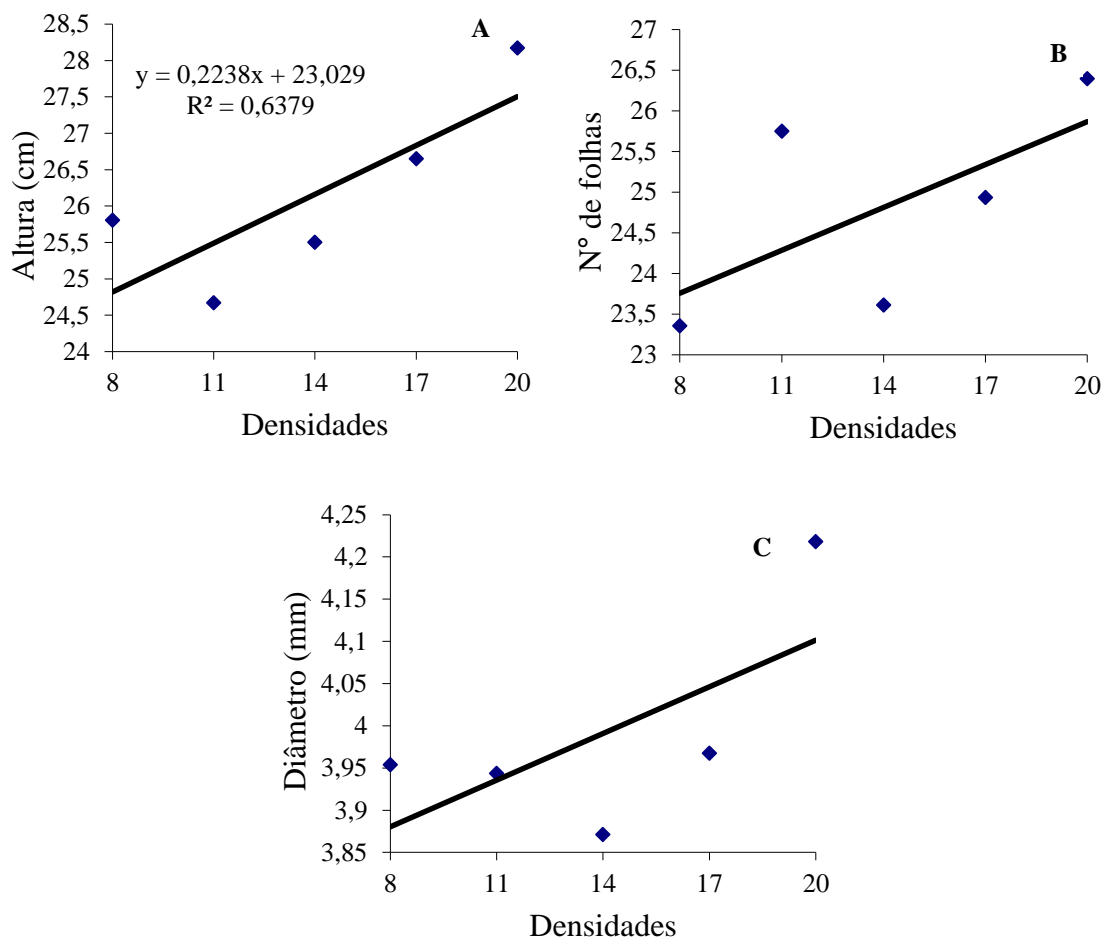 A
y = 0,2238x + 23,029
R² = 0,6379
Altura (cm)
28,5
28
27,5
27
26,5
26
25,5
25
24,5
24
8 11 14 17 20
Densidades
B
N° de folhas
27
26,5
26
25,5
25
24,5
24
23,5
23
8 11 14 17 20
Densidades
C
Diâmetro (mm)
4,25
4,2
4,15
4,1
4,05
4
3,95
3,9
3,85
8 11 14 17 20
Densidades